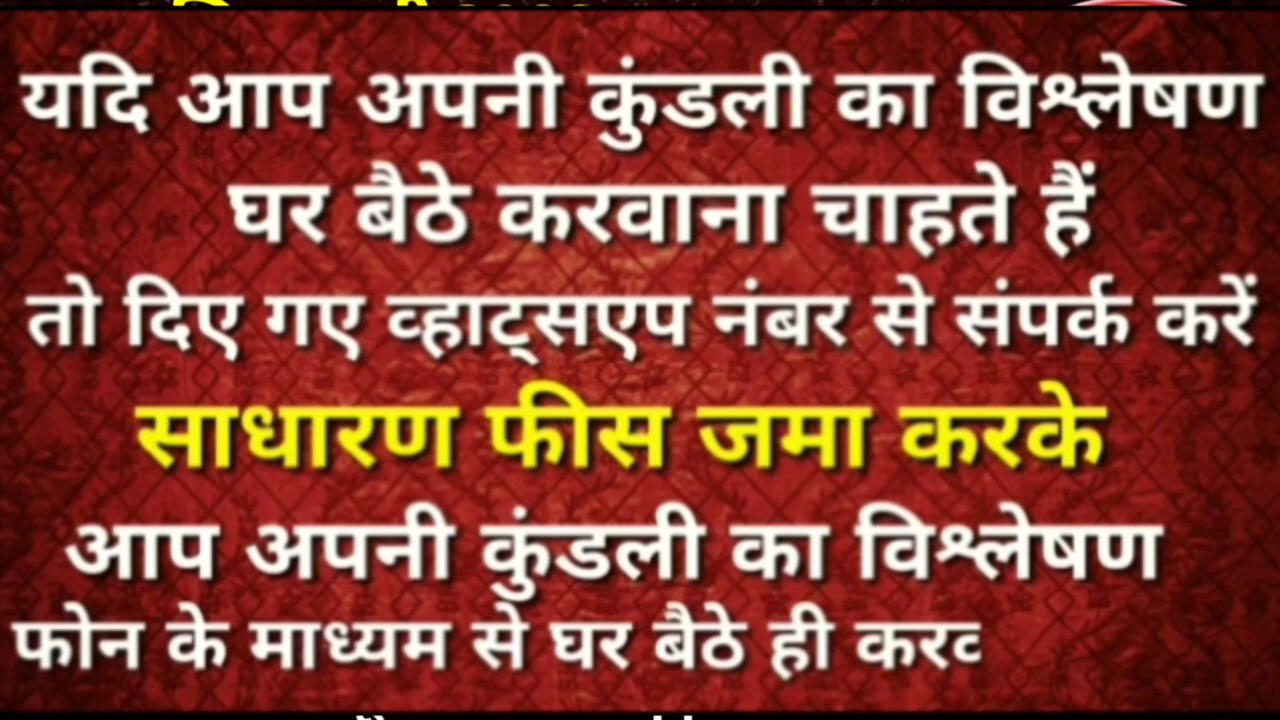 यदि आप अपनी कुंडली का विश्लेषण
घर बैठे करवाना चाहते हैं
तो दिए गए व्हाट्सएप नंबर से संपर्क करें
साधारण फीस जमा करके
आप अपनी कुंडली का विश्लेषण
फोन के माध्यम से घर बैठे ही